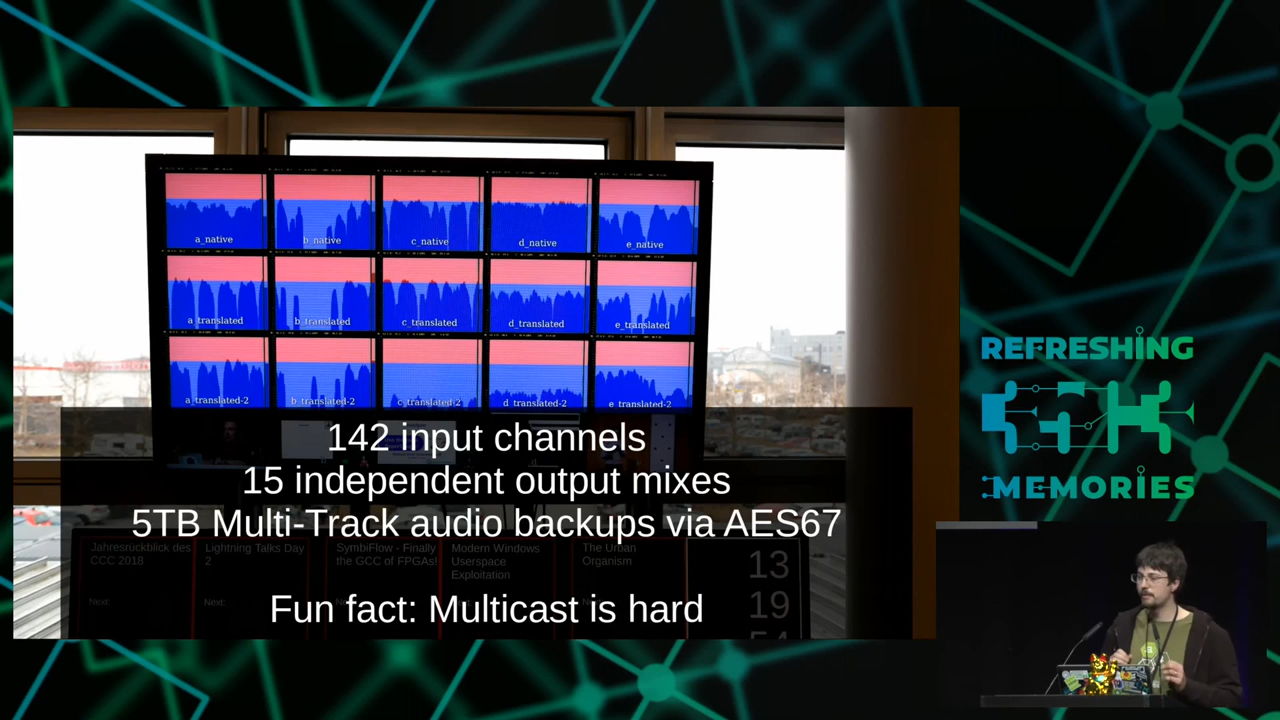 a_native
b_native
c_native
d_native
e_native
a_translated
b_translated
c_translated
d_translated
e_translated
a_translated-2
b_translated-2
c_translated-2
d_translated-2
e_translated-2
142 input channels
15 independent output mixes
5TB Multi-Track audio backups via AES67
Jahresrückblick des
CCC 2018
Lightning Talks Day
2
SymbiFlow - Finally
the GCC of FPGAs!
Modern Windows
Userspace
Exploitation
The Urban
Organism
13
19
54
Next:
Next:
Fun fact: Multicast is hard
REFRESHING
35C3
:MEMORIES